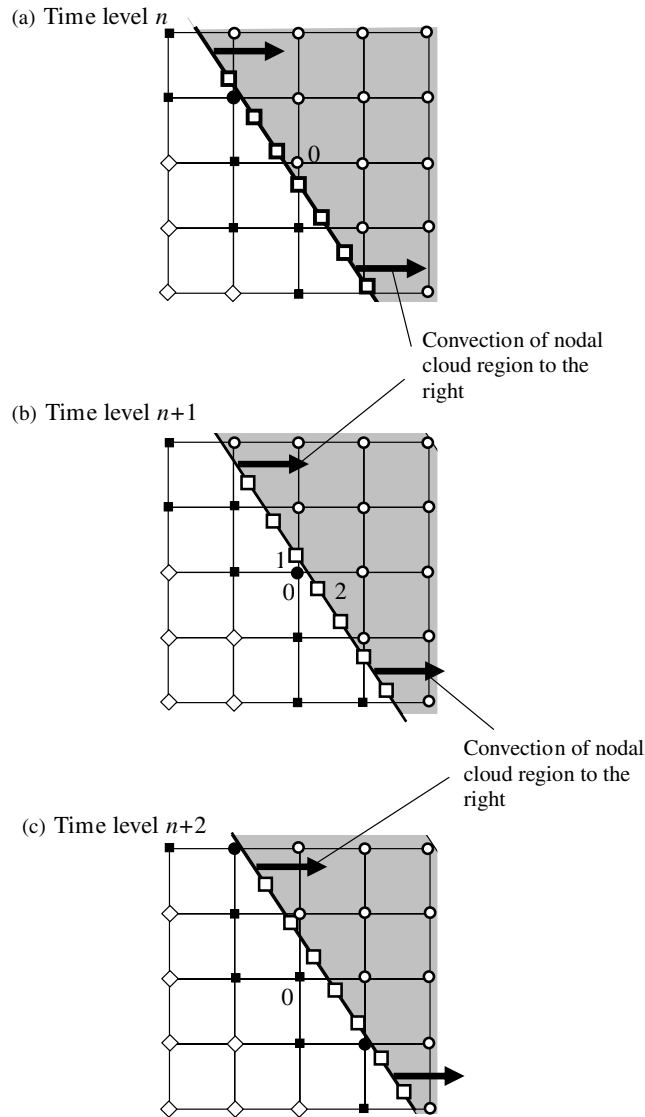 (a) Time level n
0
Convection of nodal
cloud region to the
right
(b) Time level n+1
1
0
2
Convection of nodal
cloud region to the
right
(c) Time level n+2
0